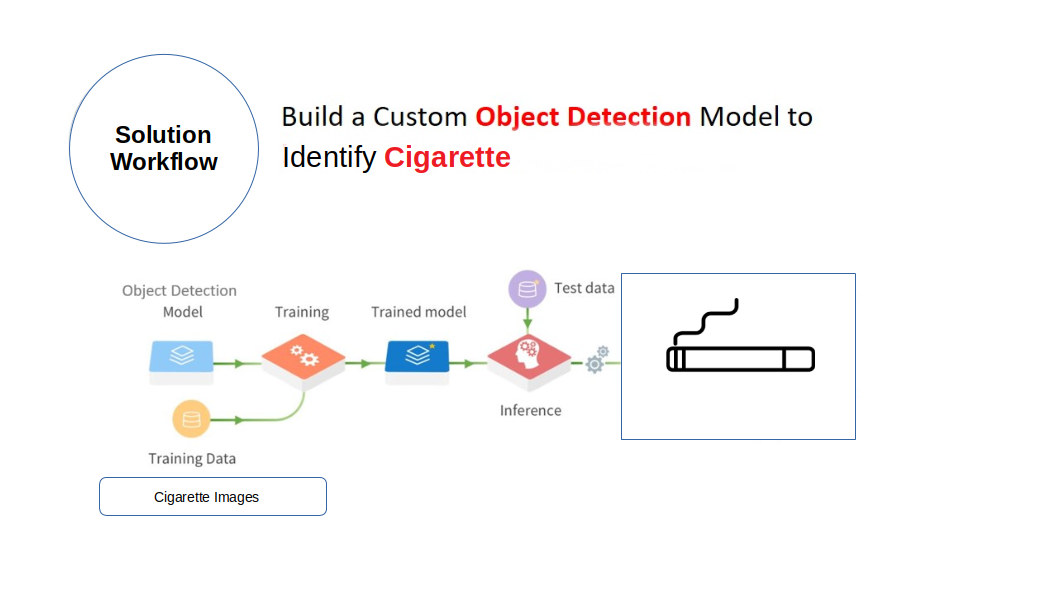 Solution
Workflow
Build a Custom Object Detection Model to
Identify Cigarette
Object Detection
Model
Training
Trained model
Test data
Inference
Training Data
Cigarette Images